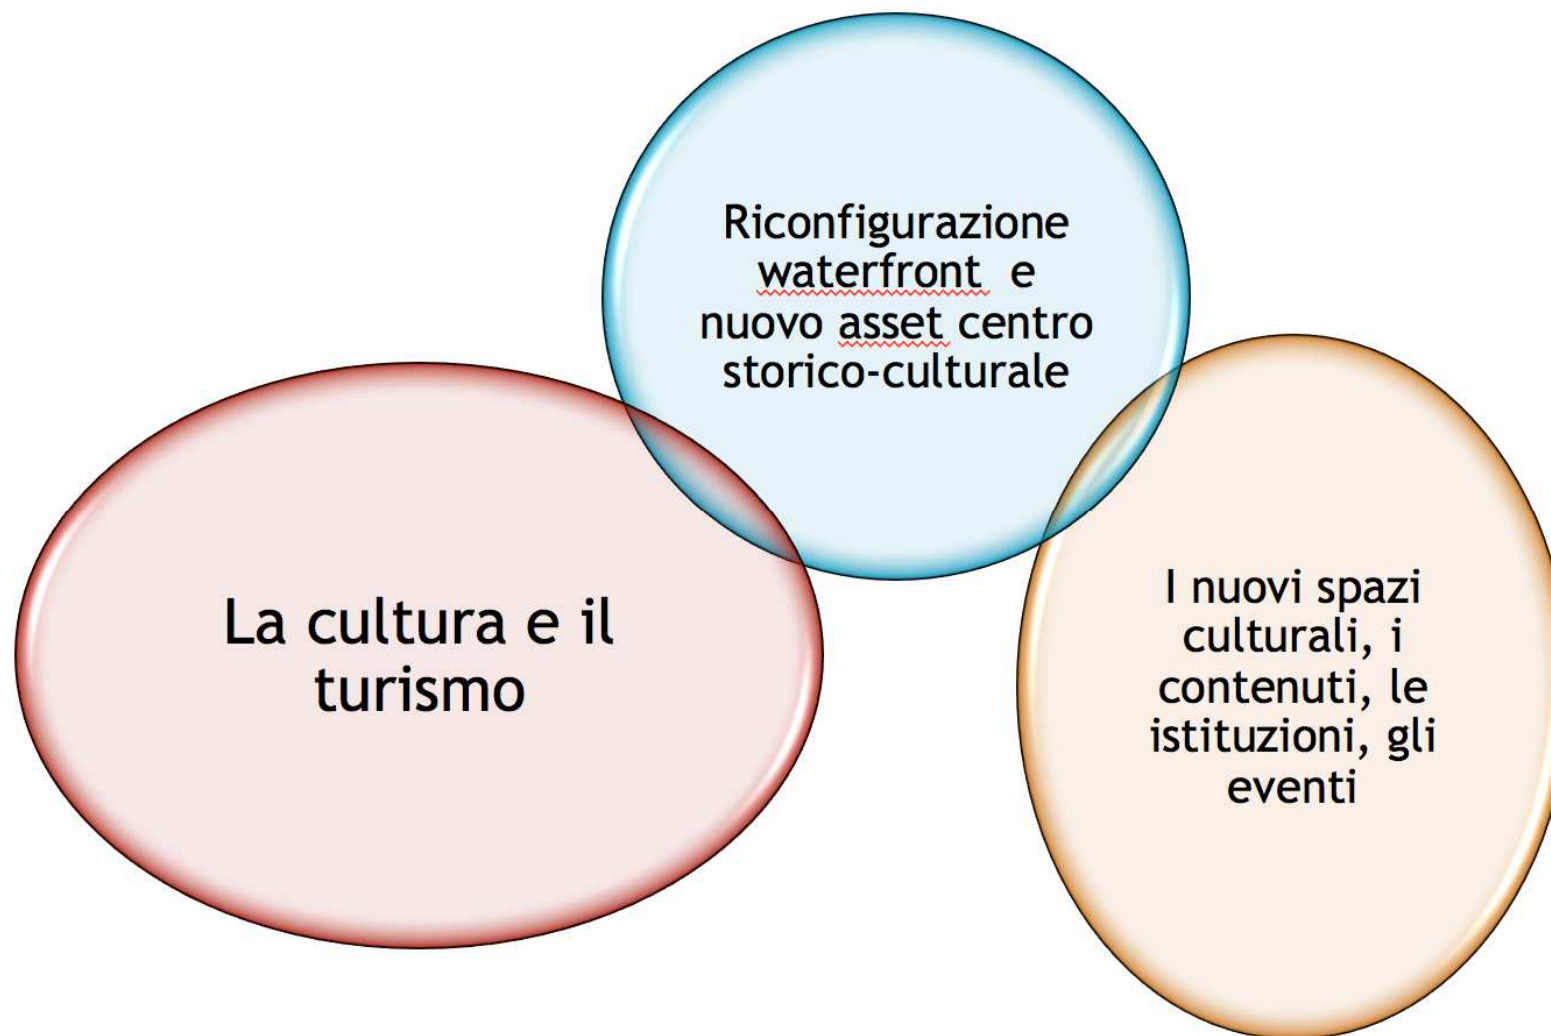 Riconfigurazione
waterfront e
nuovo asset centro
storico-culturale
La cultura e il
turismo
I nuovi spazi
culturali, i
contenuti, le
istituzioni, gli
eventi